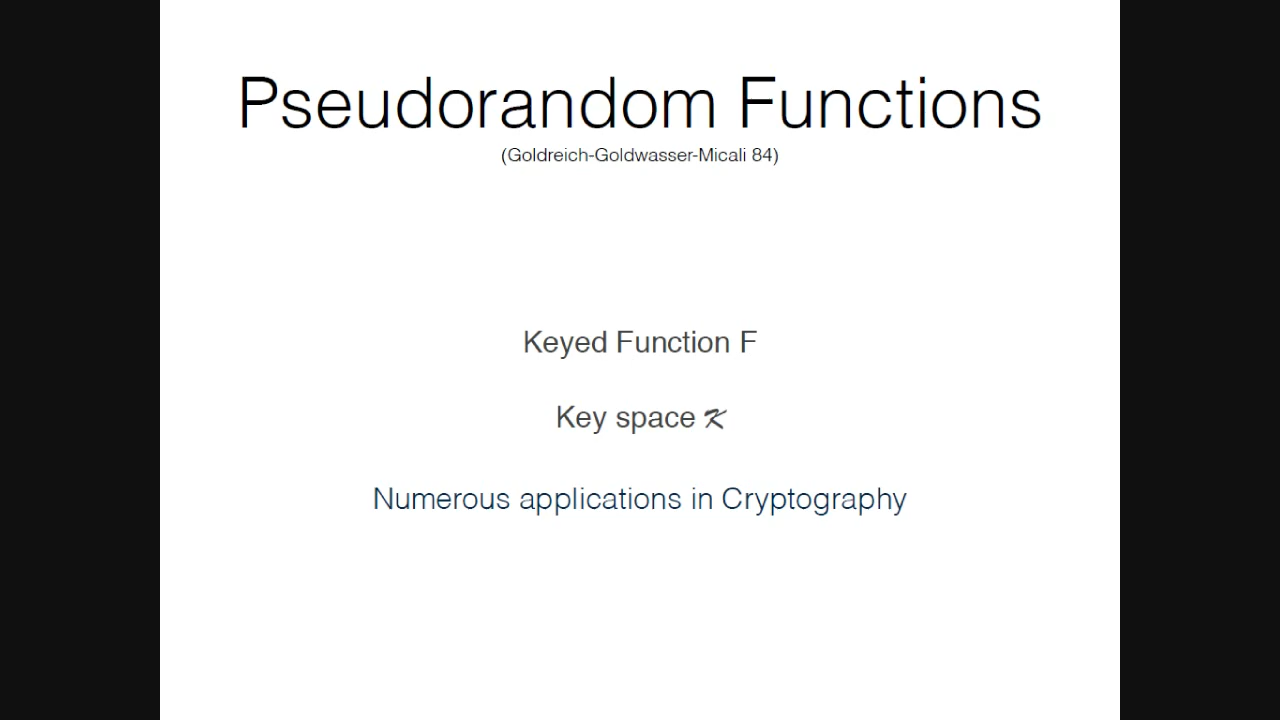 Pseudorandom Functions
(Goldreich-Goldwasser-Micali 84)
Keyed Function F
Key space 𝒦
Numerous applications in Cryptography